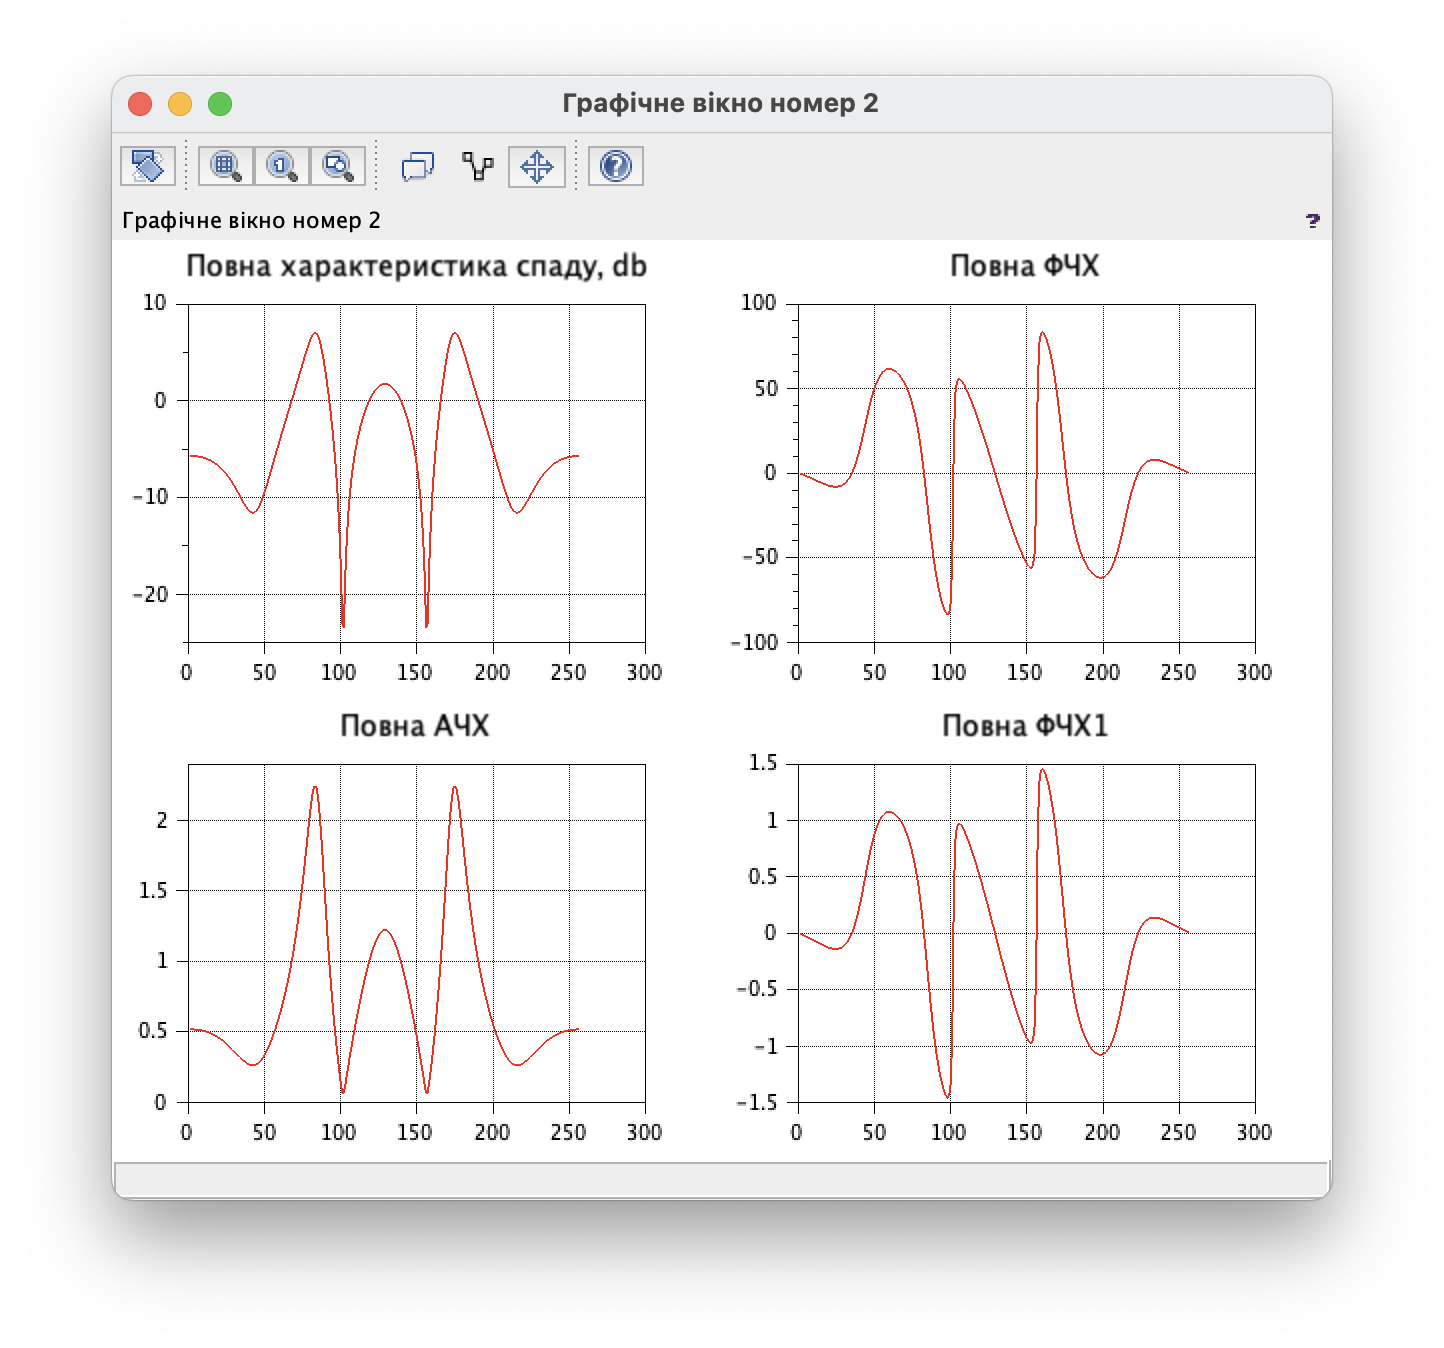 Графічне вікно номер 2
Графічне вікно номер 2
?
Повна характеристика спаду, db
10
0
−10
−20
0 50 100 150 200 250 300
Повна ФЧХ
100
50
0
−50
−100
0 50 100 150 200 250 300
Повна АЧХ
2
1.5
1
0.5
0
0 50 100 150 200 250 300
Повна ФЧХ1
1.5
1
0.5
0
−0.5
−1
−1.5
0 50 100 150 200 250 300